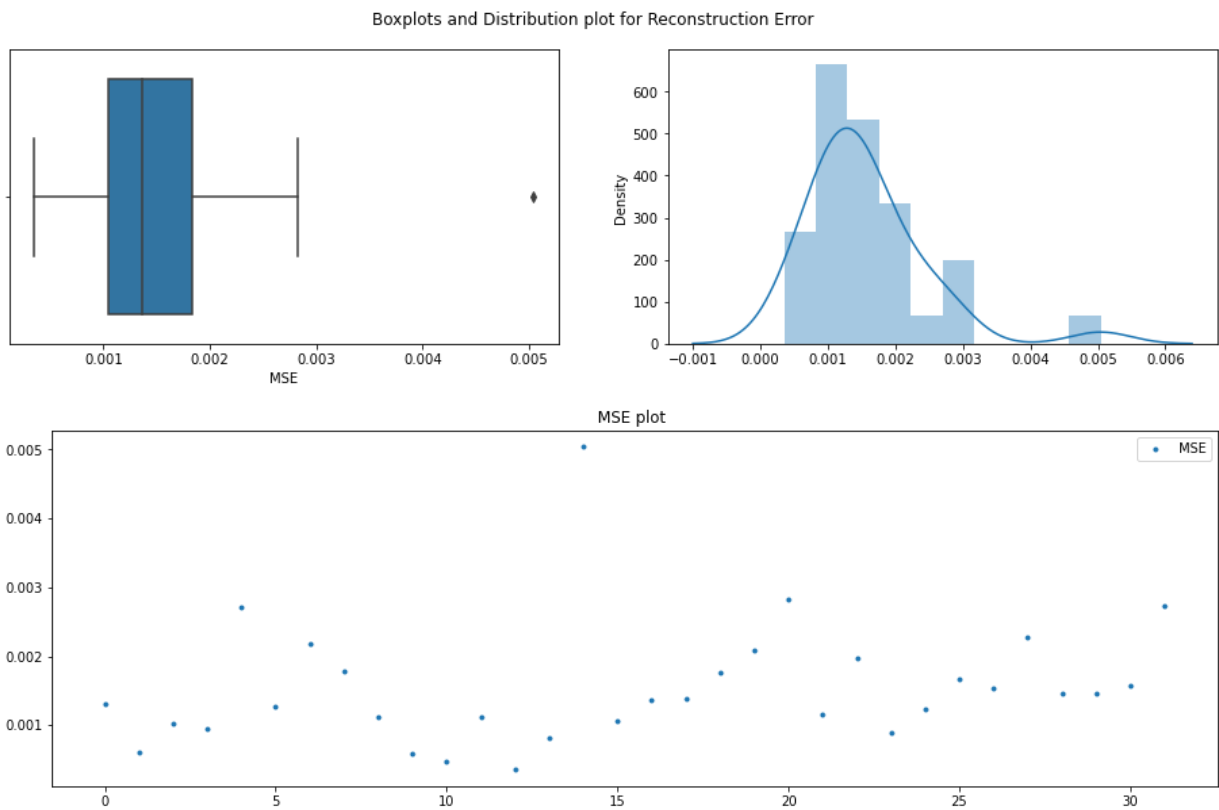 Boxplots and Distribution plot for Reconstruction Error
0.001 0.002 0.003 0.004 0.005
MSE
600
500
400
300
200
100
0
Density
−0.001 0.000 0.001 0.002 0.003 0.004 0.005 0.006
MSE plot
MSE
0.005
0.004
0.003
0.002
0.001
0 5 10 15 20 25 30